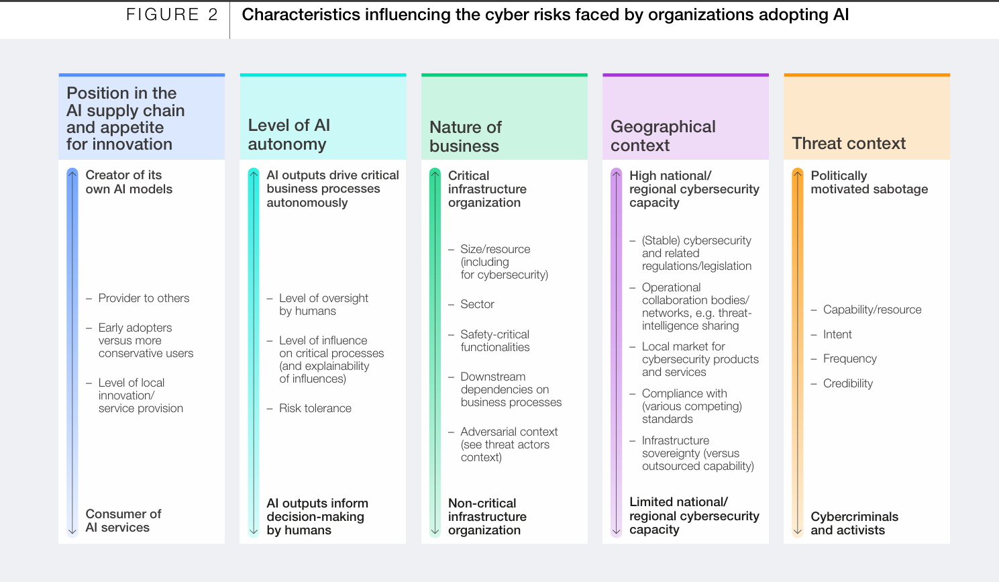 FIGURE 2
Characteristics influencing the cyber risks faced by organizations adopting AI
Position in the
AI supply chain
and appetite
for innovation
Creator of its
own AI models
– Provider to others
– Early adopters
versus more
conservative users
– Level of local
innovation/
service provision
Consumer of
AI services
Level of AI
autonomy
AI outputs drive critical
business processes
autonomously
– Level of oversight
by humans
– Level of influence
on critical processes
(and explainability
of influences)
– Risk tolerance
AI outputs inform
decision-making
by humans
Nature of
business
Critical
infrastructure
organization
– Size/resource
(including
for cybersecurity)
– Sector
– Safety-critical
functionalities
– Downstream
dependencies on
business processes
– Adversarial context
(see threat actors
context)
Non-critical
infrastructure
organization
Geographical
context
High national/
regional cybersecurity
capacity
– (Stable) cybersecurity
and related
regulations/legislation
– Operational
collaboration bodies/
networks, e.g. threat-
intelligence sharing
– Local market for
cybersecurity products
and services
– Compliance with
(various competing)
standards
– Infrastructure
sovereignty (versus
outsourced capability)
Limited national/
regional cybersecurity
capacity
Threat context
Politically
motivated sabotage
– Capability/resource
– Intent
– Frequency
– Credibility
Cybercriminals
and activists